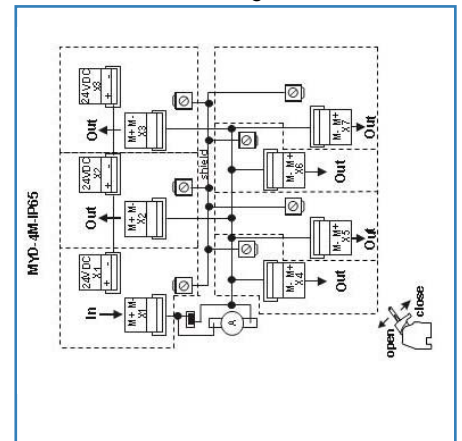 MYD-4M-IP65
24VDC
X3
+ -
M+ M-
X3
Out
24VDC
X2
+ -
M+ M-
X2
Out
24VDC
X1
+ -
M+ M-
X1
In
shield
M- M+
X7
Out
M- M+
X6
Out
M- M+
X5
Out
M- M+
X4
Out
A
open
close